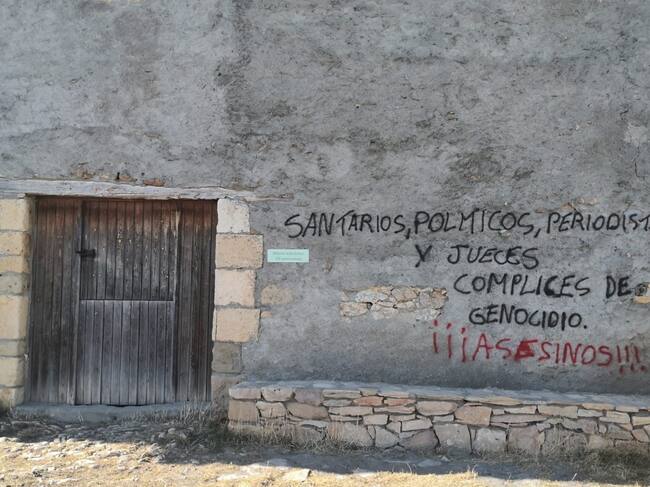 SANTARIOS, POLMICOS, PERIODIST
Y JUECES
COMPLICES DE
GENOCIDIO.
¡¡¡ASESINOS!!!